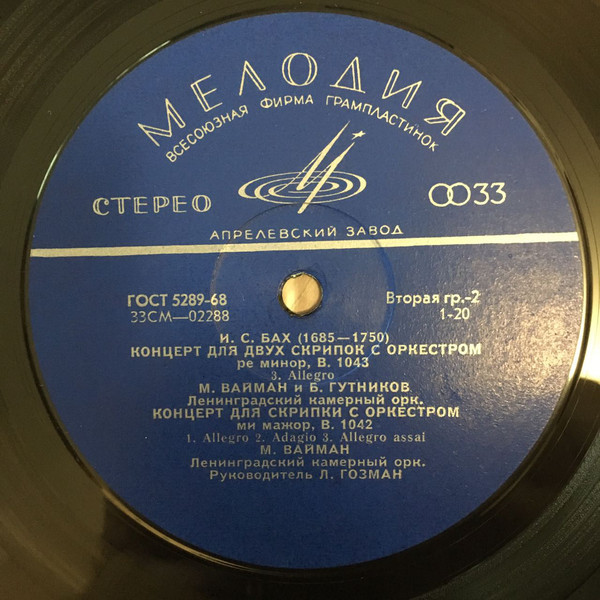 МЕЛОДИЯ
ВСЕСОЮЗНАЯ ФИРМА ГРАМПЛАСТИНОК
СТЕРЕО
33
АПРЕЛЕВСКИЙ ЗАВОД
ГОСТ 5289-68
Вторая гр.-2
33СМ—02288
1-20
И. С. БАХ (1685—1750)
КОНЦЕРТ ДЛЯ ДВУХ СКРИПОК С ОРКЕСТРОМ
ре минор, В. 1043
3. Allegro
М. ВАЙМАН и Б. ГУТНИКОВ
Ленинградский камерный орк.
КОНЦЕРТ ДЛЯ СКРИПКИ С ОРКЕСТРОМ
ми мажор, В. 1042
1. Allegro 2. Adagio 3. Allegro assai
М. ВАЙМАН
Ленинградский камерный орк.
Руководитель Л. ГОЗМАН